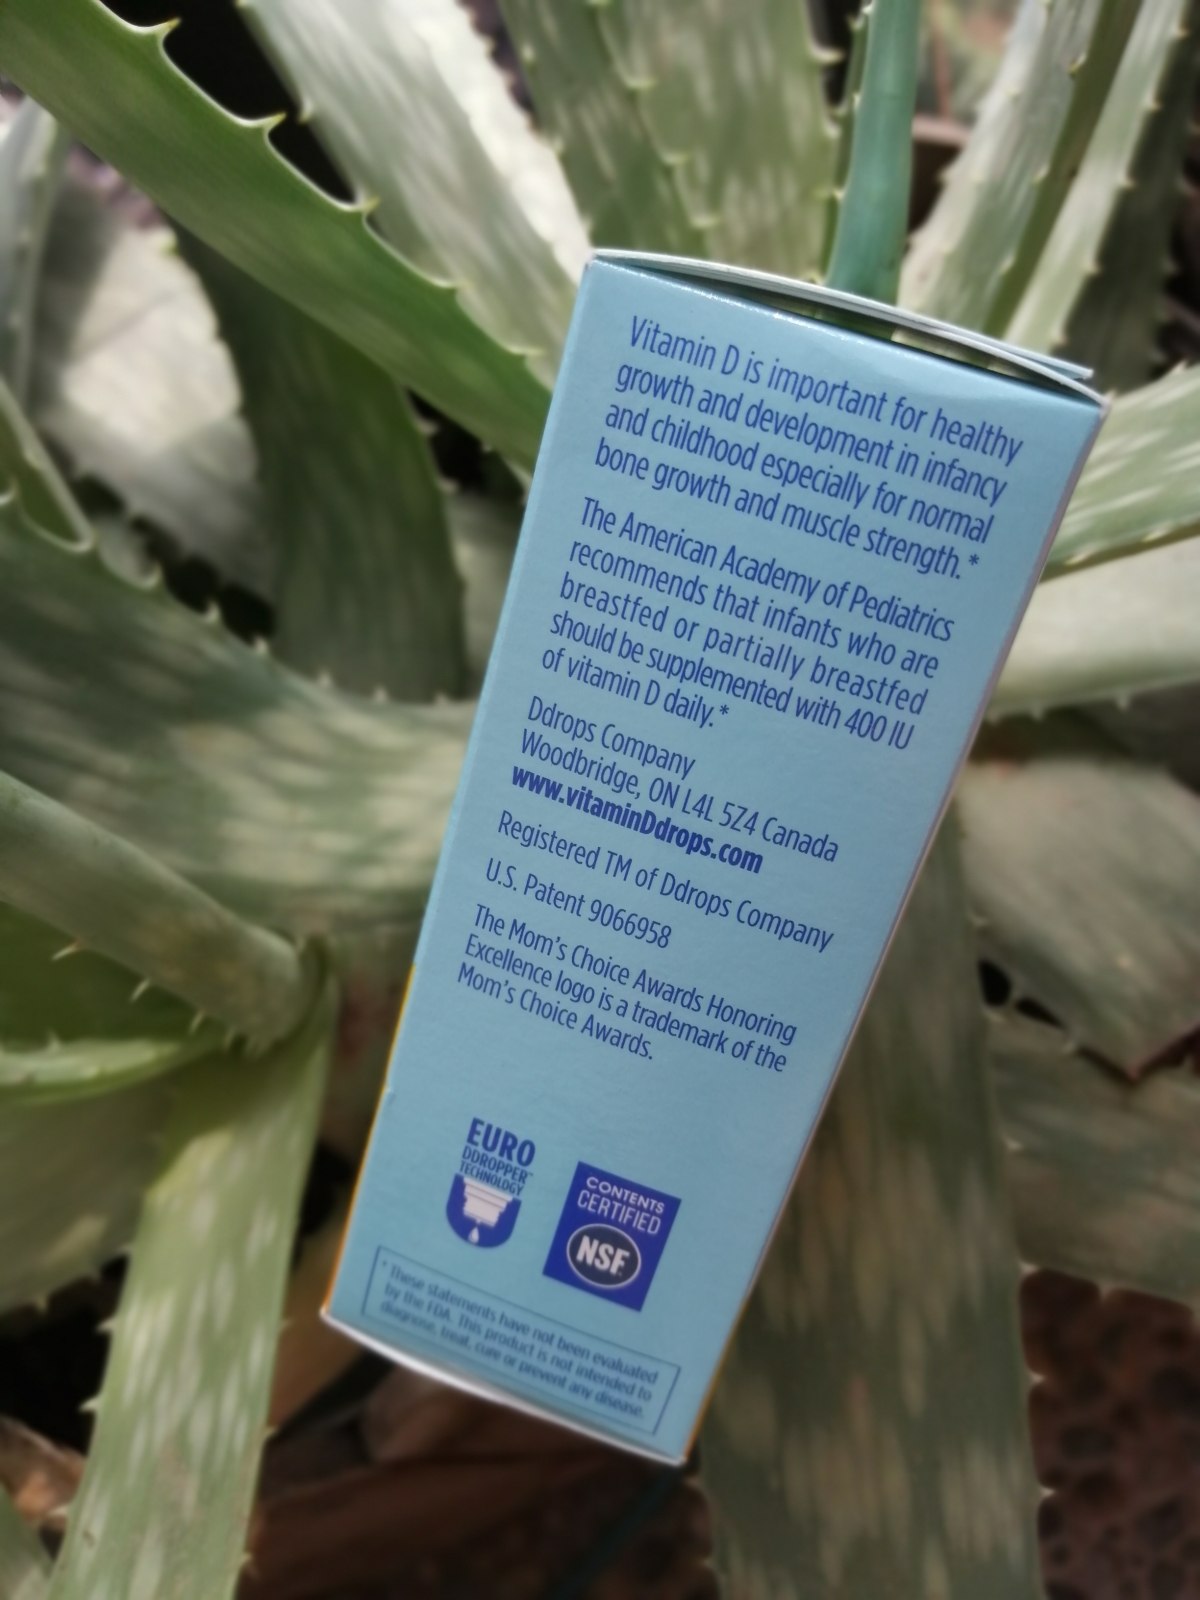 Vitamin D is important for healthy
growth and development in infancy
and childhood especially for normal
bone growth and muscle strength.*
The American Academy of Pediatrics
recommends that infants who are
breastfed or partially breastfed
should be supplemented with 400 IU
of vitamin D daily.*
Ddrops Company
Woodbridge, ON L4L 5Z4 Canada
www.vitaminDdrops.com
Registered TM of Ddrops Company
U.S. Patent 9066958
The Mom's Choice Awards Honoring
Excellence logo is a trademark of the
Mom's Choice Awards.
EURO
DDROPPER™
TECHNOLOGY
CONTENTS
CERTIFIED
NSF
* These statements have not been evaluated
by the FDA. This product is not intended to
diagnose, treat, cure or prevent any disease.